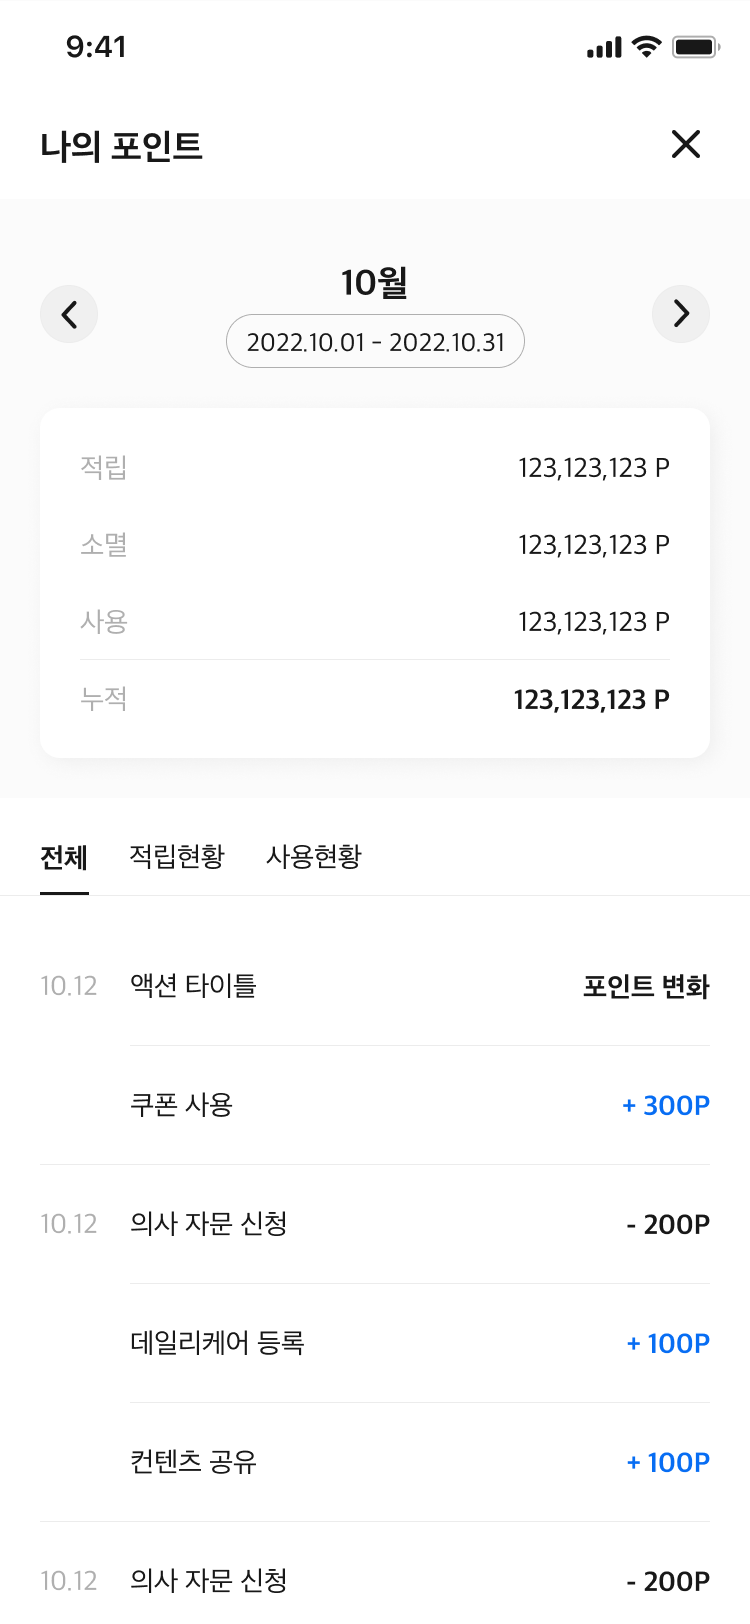 9:41
나의 포인트
10월
2022.10.01 - 2022.10.31
적립 123,123,123 P
소멸 123,123,123 P
사용 123,123,123 P
누적 123,123,123 P
전체 적립현황 사용현황
10.12 액션 타이틀 포인트 변화
쿠폰 사용 + 300P
10.12 의사 자문 신청 - 200P
데일리케어 등록 + 100P
컨텐츠 공유 + 100P
10.12 의사 자문 신청 - 200P